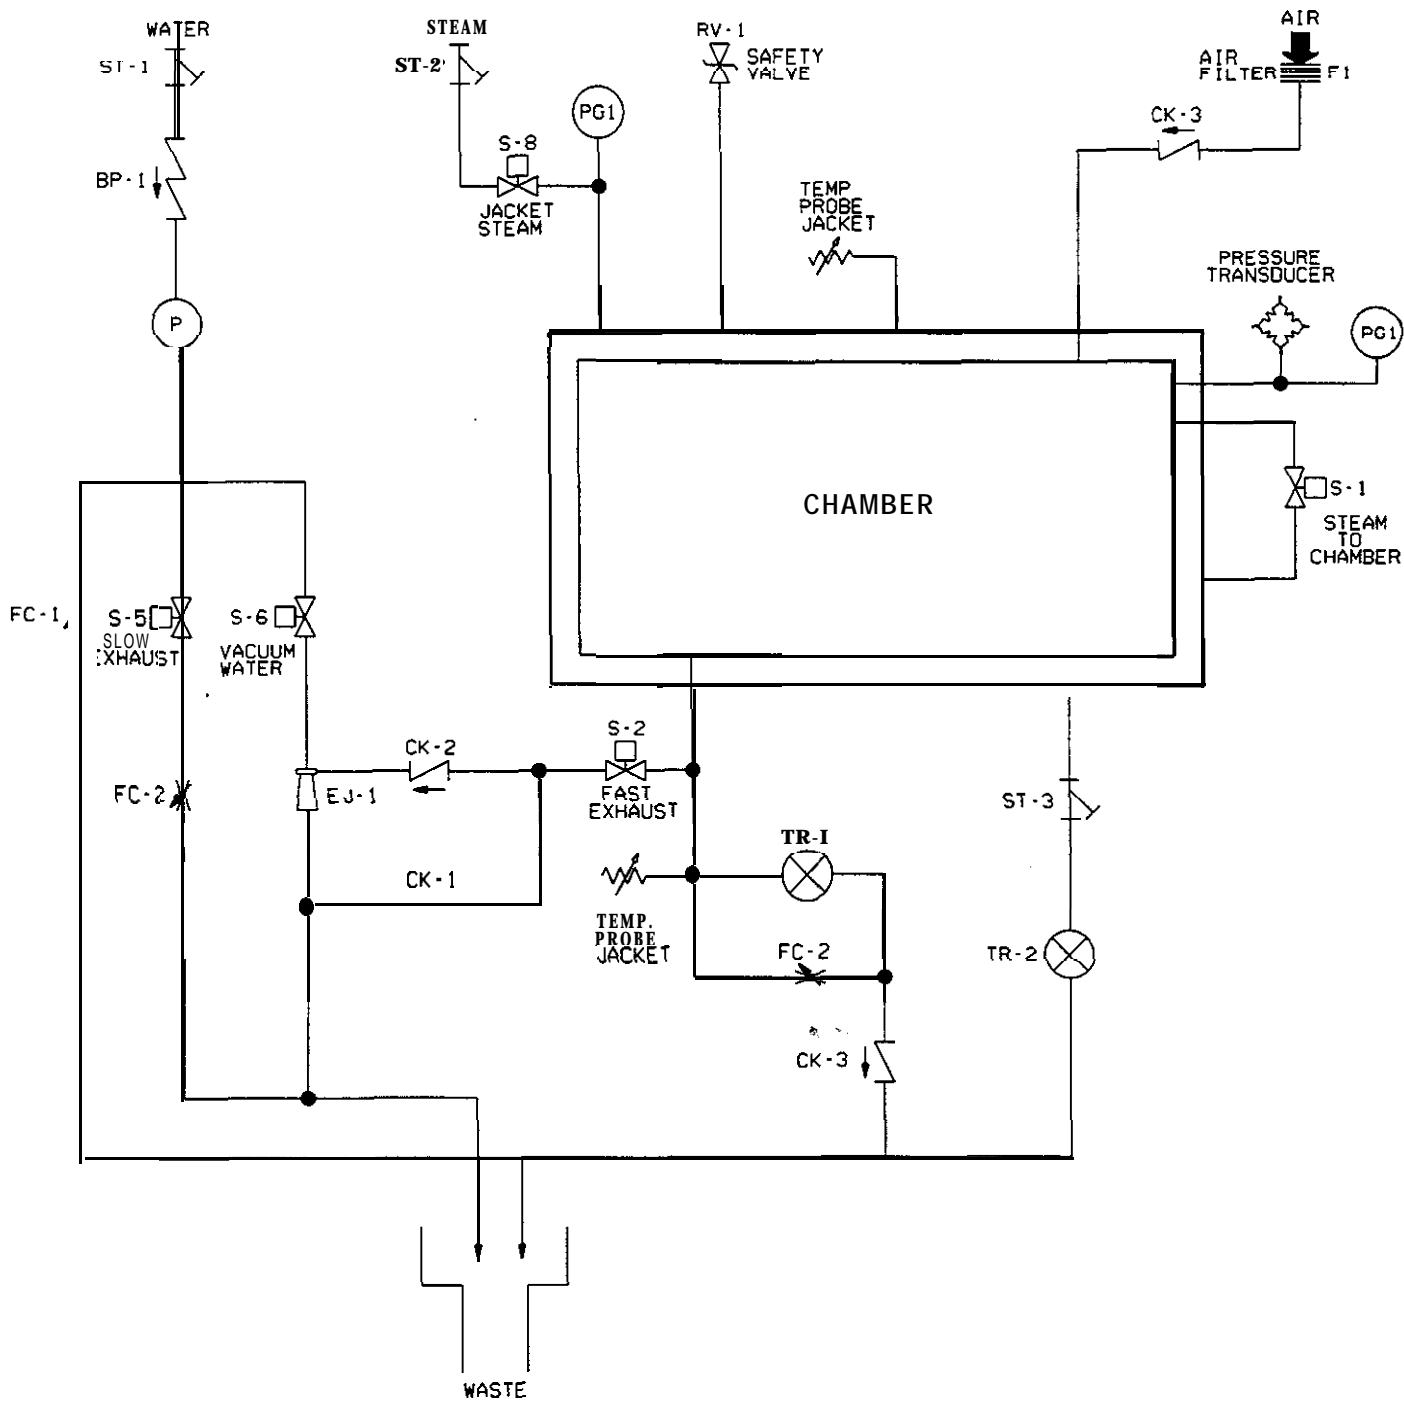 WATER
ST-1
BP-1
P
STEAM
ST-2
S-8
JACKET
STEAM
PG1
RV-1
SAFETY
VALVE
TEMP
PROBE
JACKET
AIR
AIR
FILTER
F1
CK-3
PRESSURE
TRANSDUCER
PG1
CHAMBER
S-1
STEAM
TO
CHAMBER
FC-1
S-5
SLOW
EXHAUST
S-6
VACUUM
WATER
FC-2
EJ-1
CK-2
CK-1
S-2
FAST
EXHAUST
TR-1
TEMP.
PROBE
JACKET
FC-2
CK-3
ST-3
TR-2
WASTE